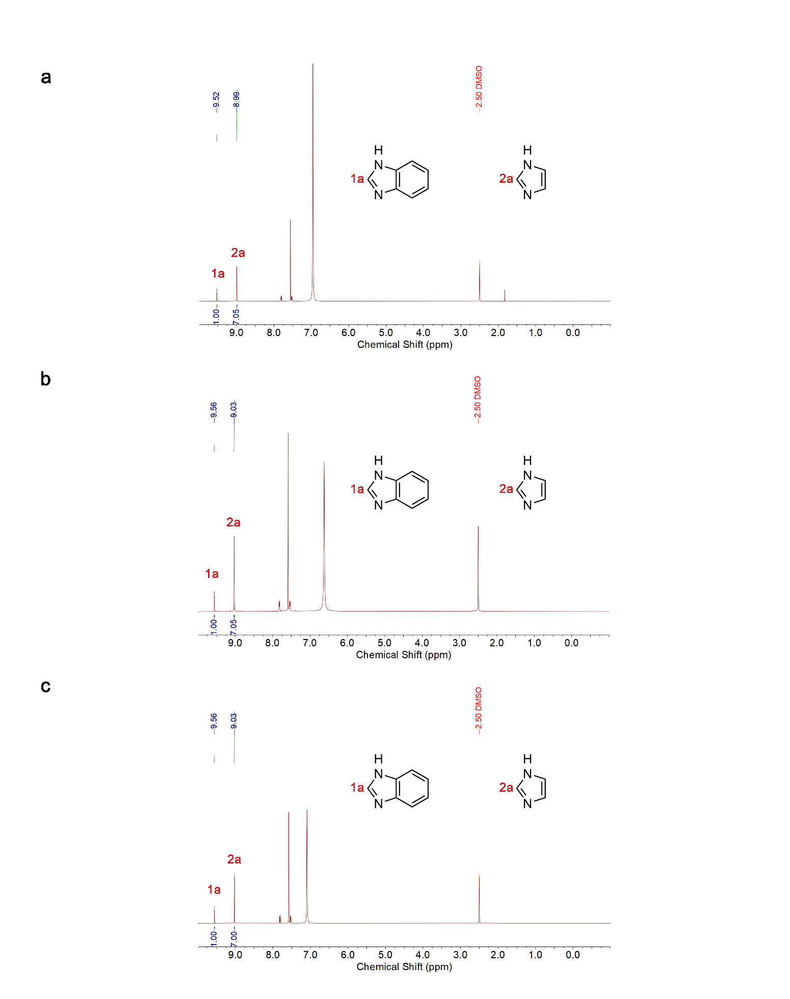 a
9.52
8.99
2.50 DMSO
H
N
1a
N
H
N
2a
N
2a
1a
1.00
7.05
9.0 8.0 7.0 6.0 5.0 4.0 3.0 2.0 1.0 0.0
Chemical Shift (ppm)
b
9.56
9.03
2.50 DMSO
H
N
1a
N
H
N
2a
N
2a
1a
1.00
7.05
9.0 8.0 7.0 6.0 5.0 4.0 3.0 2.0 1.0 0.0
Chemical Shift (ppm)
c
9.56
9.03
2.50 DMSO
H
N
1a
N
H
N
2a
N
2a
1a
1.00
7.00
9.0 8.0 7.0 6.0 5.0 4.0 3.0 2.0 1.0 0.0
Chemical Shift (ppm)